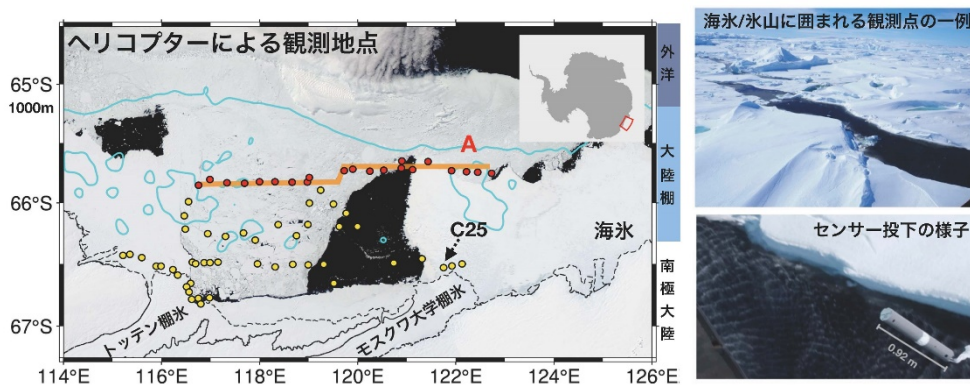 ヘリコプターによる観測地点
65°S
1000m
66°S
67°S
114°E
116°E
118°E
120°E
122°E
124°E
126°E
A
C25
海氷
トッテン棚氷
モスクワ大学棚氷
外洋
大陸棚
南極大陸
海氷/氷山に囲まれる観測点の一例
センサー投下の様子
0.92 m